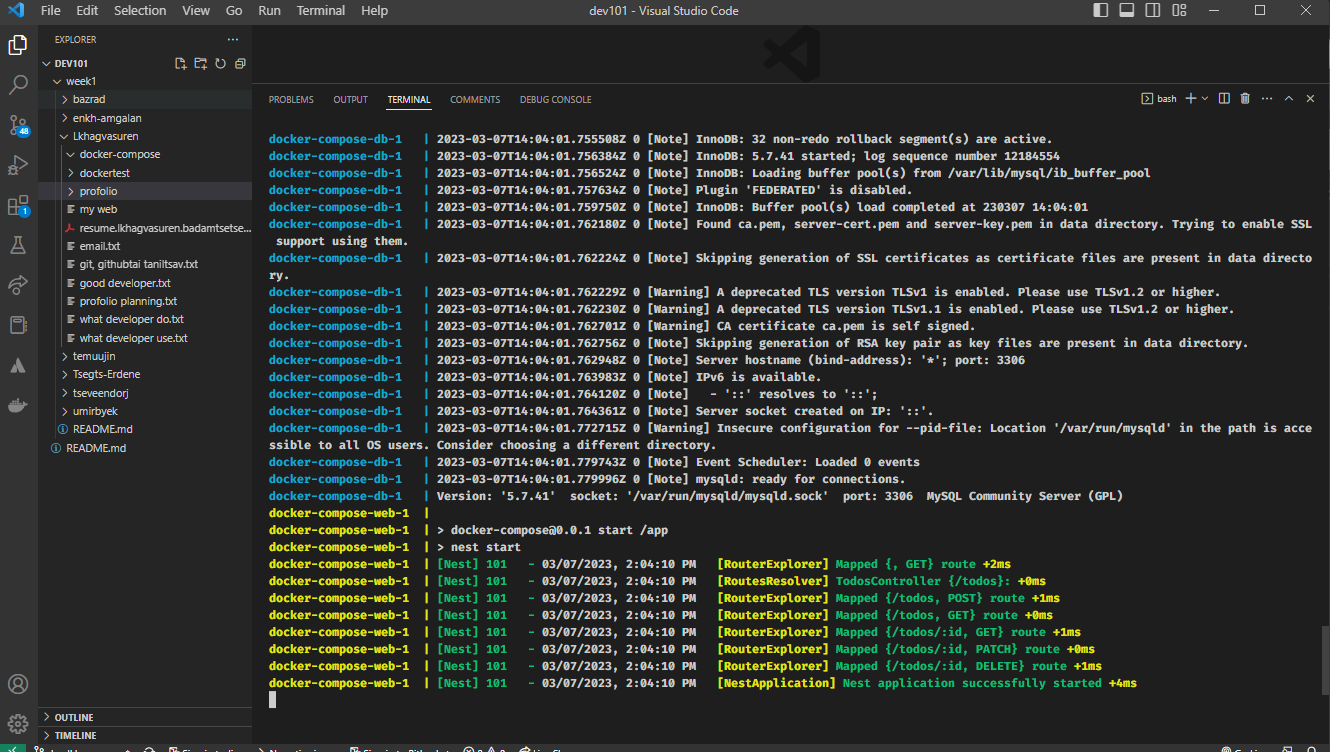 File Edit Selection View Go Run Terminal Help dev101 - Visual Studio Code
EXPLORER
DEV101
week1
bazrad
enkh-amgalan
Lkhagvasuren
docker-compose
dockertest
profolio
my web
resume.lkhagvasuren.badamtsetse...
email.txt
git, githubtai taniltsav.txt
good developer.txt
profolio planning.txt
what developer do.txt
what developer use.txt
temuujin
Tsegts-Erdene
tseveendorj
umirbyek
README.md
README.md
OUTLINE
TIMELINE
48
1
PROBLEMS OUTPUT TERMINAL COMMENTS DEBUG CONSOLE
bash
docker-compose-db-1 | 2023-03-07T14:04:01.755508Z 0 [Note] InnoDB: 32 non-redo rollback segment(s) are active.
docker-compose-db-1 | 2023-03-07T14:04:01.756384Z 0 [Note] InnoDB: 5.7.41 started; log sequence number 12184554
docker-compose-db-1 | 2023-03-07T14:04:01.756524Z 0 [Note] InnoDB: Loading buffer pool(s) from /var/lib/mysql/ib_buffer_pool
docker-compose-db-1 | 2023-03-07T14:04:01.757634Z 0 [Note] Plugin 'FEDERATED' is disabled.
docker-compose-db-1 | 2023-03-07T14:04:01.759750Z 0 [Note] InnoDB: Buffer pool(s) load completed at 230307 14:04:01
docker-compose-db-1 | 2023-03-07T14:04:01.762180Z 0 [Note] Found ca.pem, server-cert.pem and server-key.pem in data directory. Trying to enable SSL
support using them.
docker-compose-db-1 | 2023-03-07T14:04:01.762224Z 0 [Note] Skipping generation of SSL certificates as certificate files are present in data directo
ry.
docker-compose-db-1 | 2023-03-07T14:04:01.762229Z 0 [Warning] A deprecated TLS version TLSv1 is enabled. Please use TLSv1.2 or higher.
docker-compose-db-1 | 2023-03-07T14:04:01.762230Z 0 [Warning] A deprecated TLS version TLSv1.1 is enabled. Please use TLSv1.2 or higher.
docker-compose-db-1 | 2023-03-07T14:04:01.762701Z 0 [Warning] CA certificate ca.pem is self signed.
docker-compose-db-1 | 2023-03-07T14:04:01.762756Z 0 [Note] Skipping generation of RSA key pair as key files are present in data directory.
docker-compose-db-1 | 2023-03-07T14:04:01.762948Z 0 [Note] Server hostname (bind-address): '*'; port: 3306
docker-compose-db-1 | 2023-03-07T14:04:01.763983Z 0 [Note] IPv6 is available.
docker-compose-db-1 | 2023-03-07T14:04:01.764120Z 0 [Note]   - '::' resolves to '::';
docker-compose-db-1 | 2023-03-07T14:04:01.764361Z 0 [Note] Server socket created on IP: '::'.
docker-compose-db-1 | 2023-03-07T14:04:01.772715Z 0 [Warning] Insecure configuration for --pid-file: Location '/var/run/mysqld' in the path is acce
ssible to all OS users. Consider choosing a different directory.
docker-compose-db-1 | 2023-03-07T14:04:01.779743Z 0 [Note] Event Scheduler: Loaded 0 events
docker-compose-db-1 | 2023-03-07T14:04:01.779996Z 0 [Note] mysqld: ready for connections.
docker-compose-db-1 | Version: '5.7.41'  socket: '/var/run/mysqld/mysqld.sock'  port: 3306  MySQL Community Server (GPL)
docker-compose-web-1 |
docker-compose-web-1 | > docker-compose@0.0.1 start /app
docker-compose-web-1 | > nest start
docker-compose-web-1 | [Nest] 101 - 03/07/2023, 2:04:10 PM [RouterExplorer] Mapped {, GET} route +2ms
docker-compose-web-1 | [Nest] 101 - 03/07/2023, 2:04:10 PM [RoutesResolver] TodosController {/todos}: +0ms
docker-compose-web-1 | [Nest] 101 - 03/07/2023, 2:04:10 PM [RouterExplorer] Mapped {/todos, POST} route +1ms
docker-compose-web-1 | [Nest] 101 - 03/07/2023, 2:04:10 PM [RouterExplorer] Mapped {/todos, GET} route +0ms
docker-compose-web-1 | [Nest] 101 - 03/07/2023, 2:04:10 PM [RouterExplorer] Mapped {/todos/:id, GET} route +1ms
docker-compose-web-1 | [Nest] 101 - 03/07/2023, 2:04:10 PM [RouterExplorer] Mapped {/todos/:id, PATCH} route +0ms
docker-compose-web-1 | [Nest] 101 - 03/07/2023, 2:04:10 PM [RouterExplorer] Mapped {/todos/:id, DELETE} route +1ms
docker-compose-web-1 | [Nest] 101 - 03/07/2023, 2:04:10 PM [NestApplication] Nest application successfully started +4ms